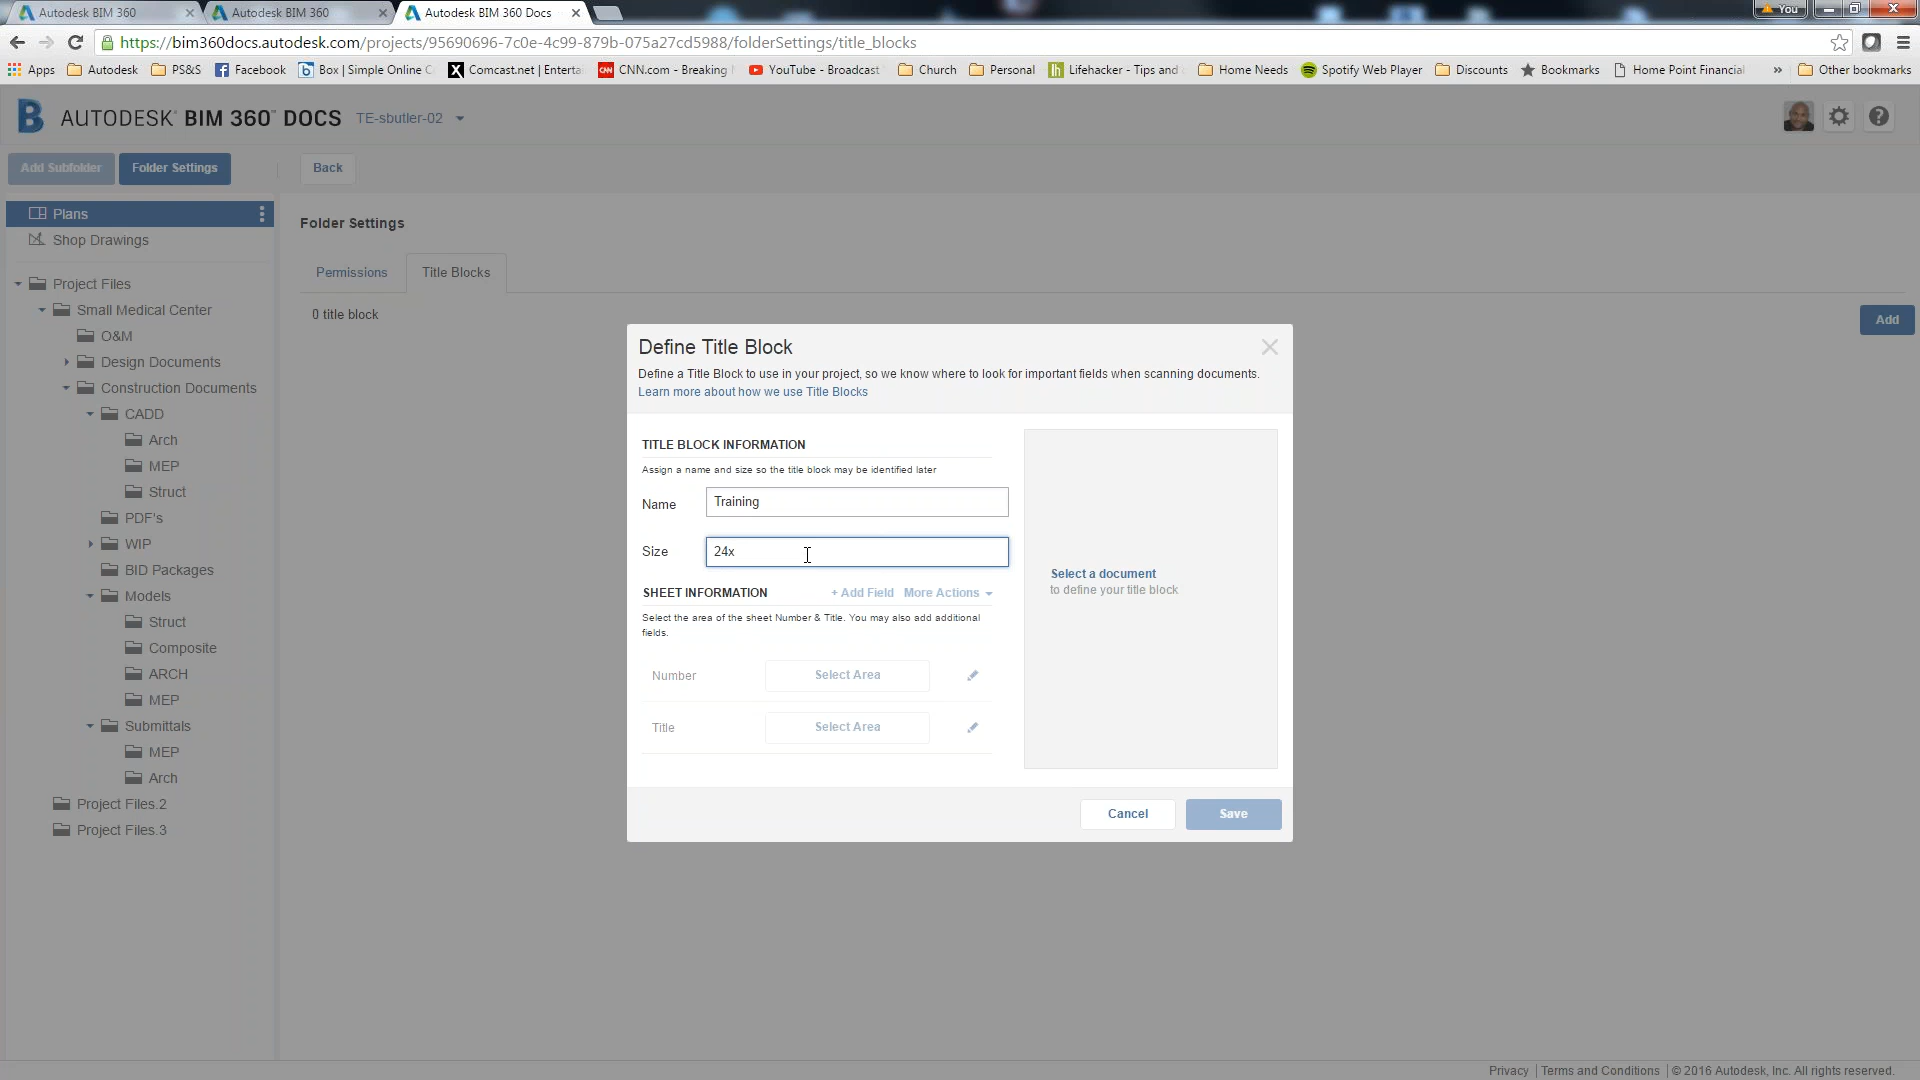 Autodesk BIM 360
Autodesk BIM 360
Autodesk BIM 360 Docs
You
https://bim360docs.autodesk.com/projects/95690696-7c0e-4c99-879b-075a27cd5988/folderSettings/title_blocks
Apps Autodesk PS&S Facebook Box | Simple Online C Comcast.net | Enterta CNN.com - Breaking YouTube - Broadcast Church Personal Lifehacker - Tips and Home Needs Spotify Web Player Discounts Bookmarks Home Point Financial » Other bookmarks
AUTODESK® BIM 360™ DOCS TE-sbutler-02
Add Subfolder Folder Settings Back
Plans
Shop Drawings
Project Files
Small Medical Center
O&M
Design Documents
Construction Documents
CADD
Arch
MEP
Struct
PDF's
WIP
BID Packages
Models
Struct
Composite
ARCH
MEP
Submittals
MEP
Arch
Project Files.2
Project Files.3
Folder Settings
Permissions Title Blocks
0 title block
Add
Define Title Block
Define a Title Block to use in your project, so we know where to look for important fields when scanning documents.
Learn more about how we use Title Blocks
TITLE BLOCK INFORMATION
Assign a name and size so the title block may be identified later
Name Training
Size 24x
SHEET INFORMATION + Add Field More Actions
Select the area of the sheet Number & Title. You may also add additional
fields.
Number Select Area
Title Select Area
Select a document
to define your title block
Cancel Save
Privacy | Terms and Conditions | © 2016 Autodesk, Inc. All rights reserved.